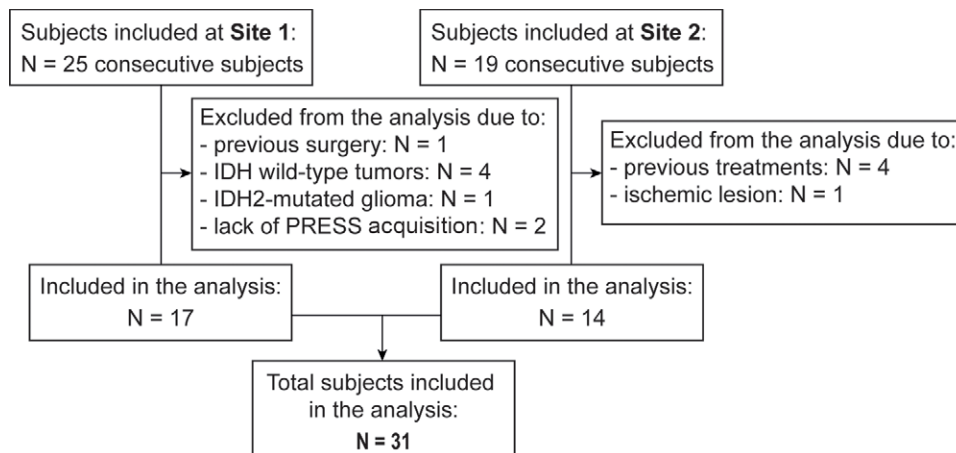 Subjects included at Site 1:
N = 25 consecutive subjects
Subjects included at Site 2:
N = 19 consecutive subjects
Excluded from the analysis due to:
- previous surgery: N = 1
- IDH wild-type tumors: N = 4
- IDH2-mutated glioma: N = 1
- lack of PRESS acquisition: N = 2
Excluded from the analysis due to:
- previous treatments: N = 4
- ischemic lesion: N = 1
Included in the analysis:
N = 17
Included in the analysis:
N = 14
Total subjects included
in the analysis:
N = 31